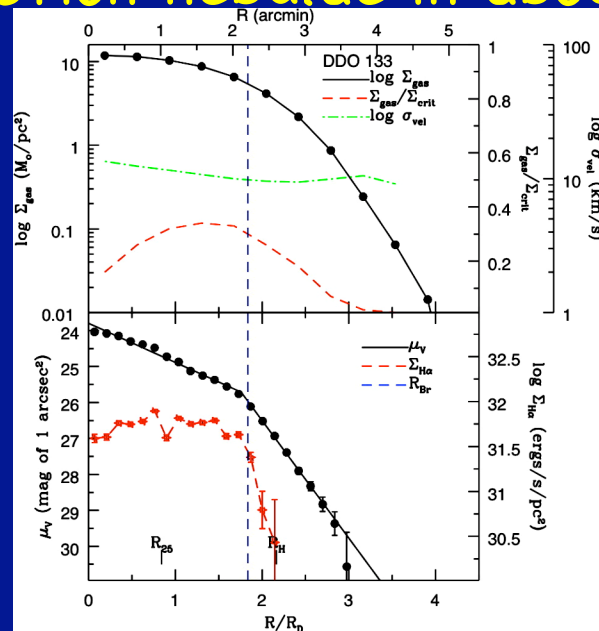 R (arcmin)
0 1 2 3 4 5
DDO 133
log Σgas
Σgas/Σcrit
log σvel
10
1
0.1
0.01
log Σgas (M⊙/pc²)
1
0.8
0.6
0.4
0.2
Σgas/Σcrit
100
10
1
log σvel (km/s)
μV
ΣHα
RBr
24
25
26
27
28
29
30
μV (mag of 1 arcsec²)
32.5
32
31.5
31
30.5
log ΣHα (ergs/s/pc²)
R25
RH
0 1 2 3 4
R/RD